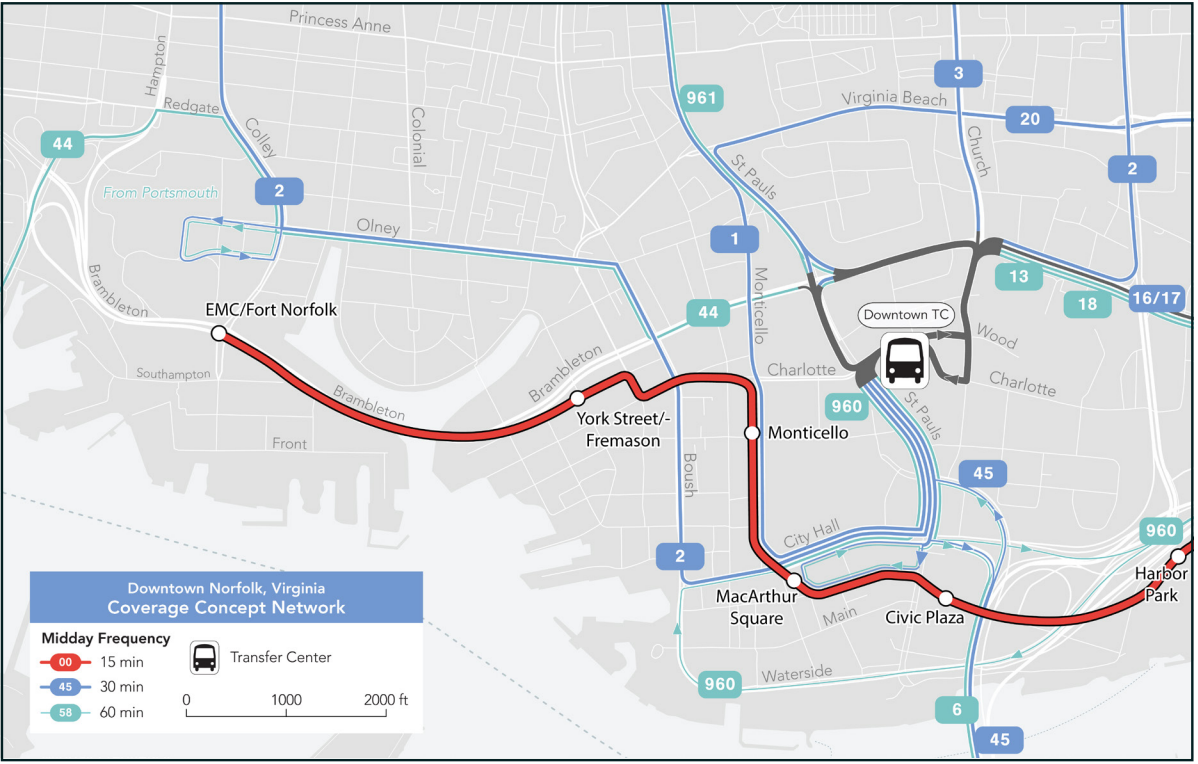 Princess Anne
Hampton
961
3
Virginia Beach
20
Redgate
Colley
Colonial
Church
44
St Pauls
2
From Portsmouth
2
Olney
1
Monticello
13
Brambleton
18
16/17
EMC/Fort Norfolk
44
Downtown TC
Wood
Southampton
Brambleton
Brambleton
Charlotte
Charlotte
960
St Pauls
York Street/-
Fremason
Monticello
Front
Boush
45
City Hall
960
2
Harbor
Park
MacArthur
Square
Main
Civic Plaza
Waterside
960
6
45
Downtown Norfolk, Virginia
Coverage Concept Network
Midday Frequency
00 15 min
45 30 min
58 60 min
Transfer Center
0 1000 2000 ft